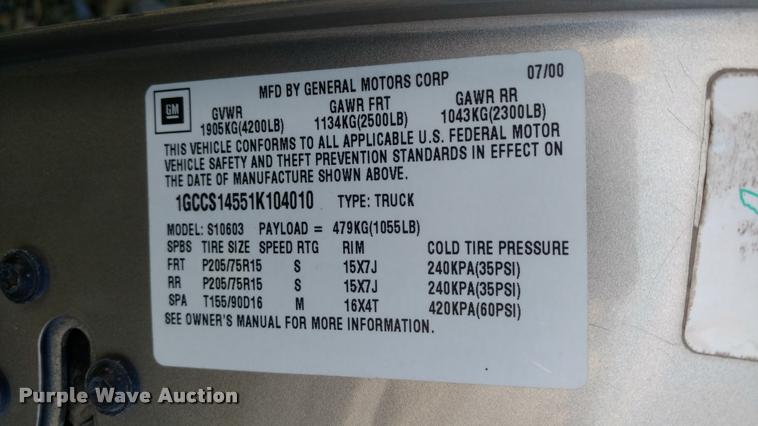 MFD BY GENERAL MOTORS CORP 07/00
GM
GVWR GAWR FRT GAWR RR
1905KG(4200LB) 1134KG(2500LB) 1043KG(2300LB)
THIS VEHICLE CONFORMS TO ALL APPLICABLE U.S. FEDERAL MOTOR
VEHICLE SAFETY AND THEFT PREVENTION STANDARDS IN EFFECT ON
THE DATE OF MANUFACTURE SHOWN ABOVE.
1GCCS14551K104010 TYPE: TRUCK
MODEL: S10603 PAYLOAD = 479KG(1055LB)
SPBS TIRE SIZE SPEED RTG RIM COLD TIRE PRESSURE
FRT P205/75R15 S 15X7J 240KPA(35PSI)
RR P205/75R15 S 15X7J 240KPA(35PSI)
SPA T155/90D16 M 16X4T 420KPA(60PSI)
SEE OWNER'S MANUAL FOR MORE INFORMATION.
Purple Wave Auction